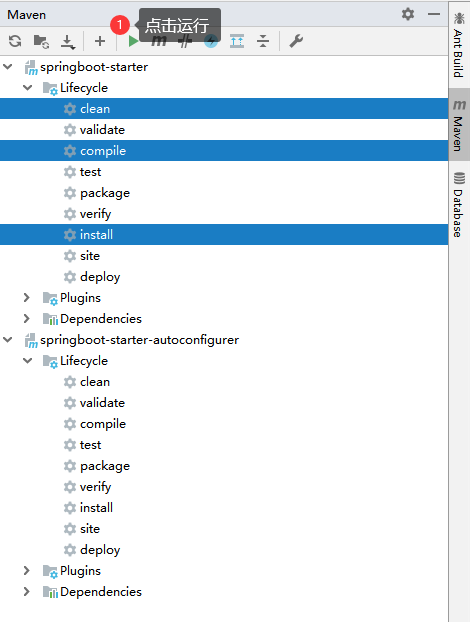 Maven
1 点击运行
springboot-starter
Lifecycle
clean
validate
compile
test
package
verify
install
site
deploy
Plugins
Dependencies
springboot-starter-autoconfigurer
Lifecycle
clean
validate
compile
test
package
verify
install
site
deploy
Plugins
Dependencies
Ant Build
m Maven
Database